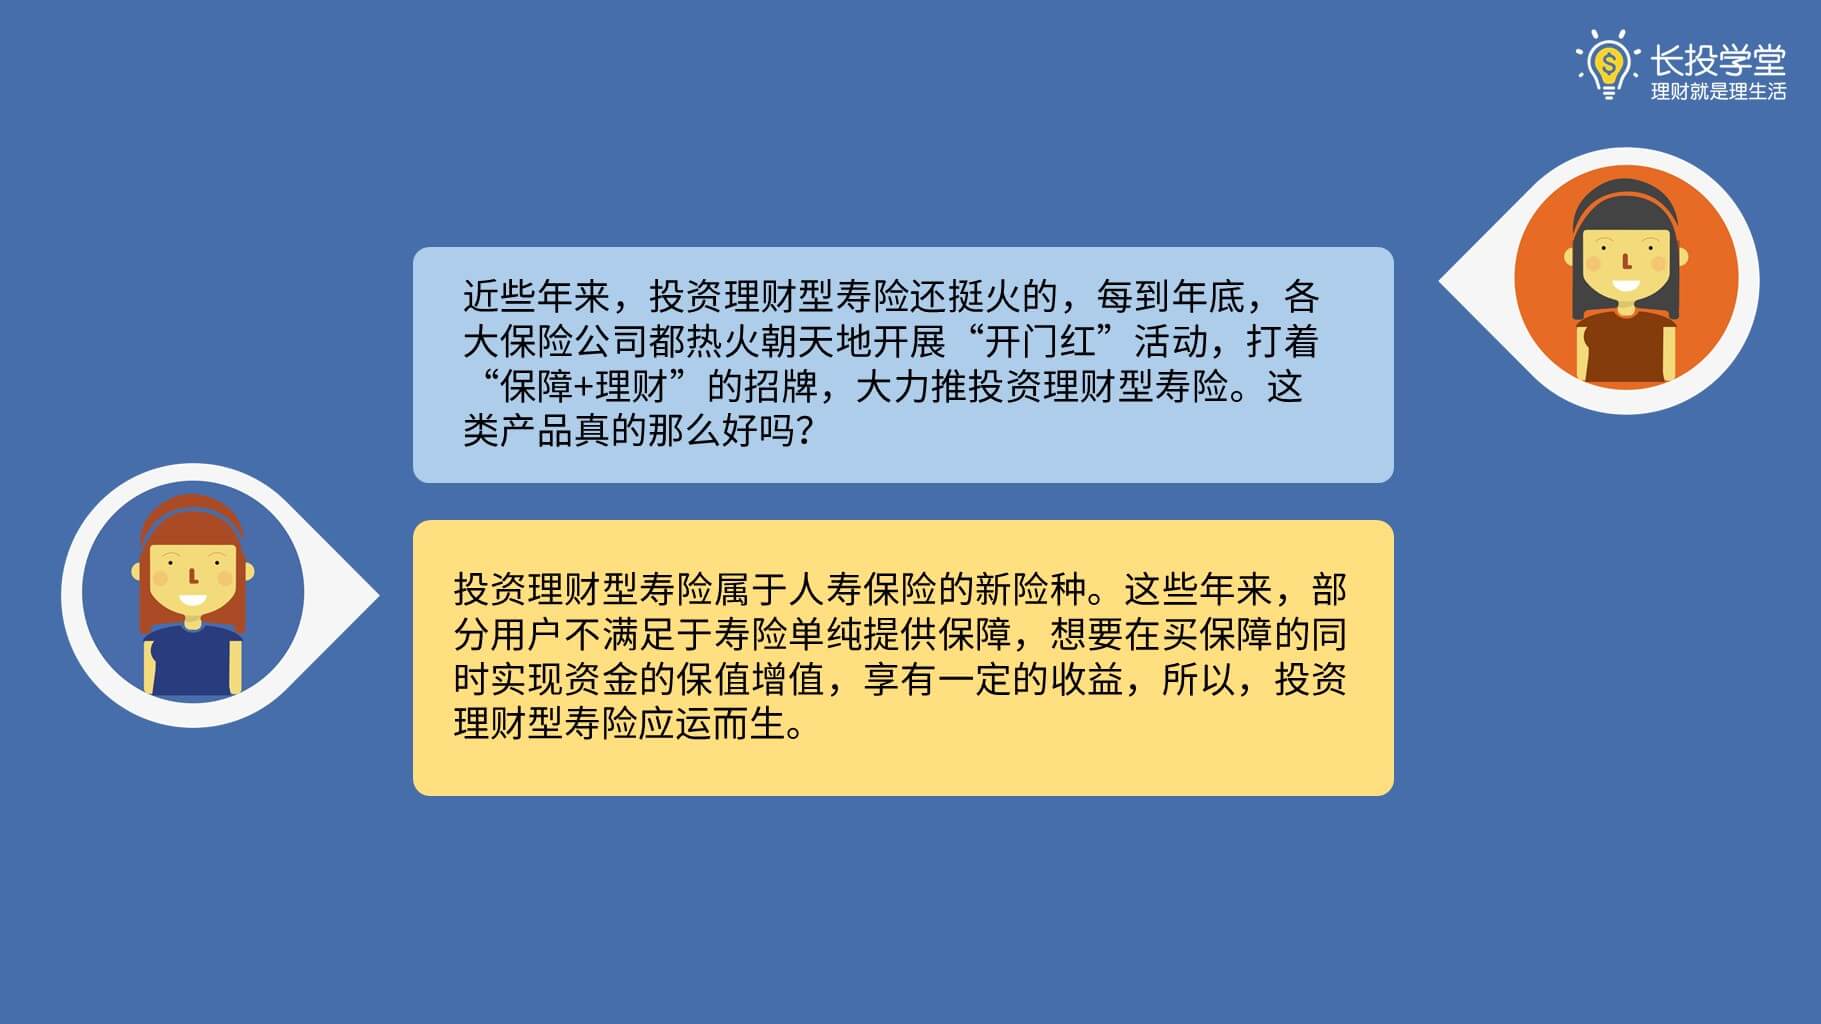 长投学堂
理财就是理生活
近些年来，投资理财型寿险还挺火的，每到年底，各
大保险公司都热火朝天地开展“开门红”活动，打着
“保障+理财”的招牌，大力推投资理财型寿险。这
类产品真的那么好吗？
投资理财型寿险属于人寿保险的新险种。这些年来，部
分用户不满足于寿险单纯提供保障，想要在买保障的同
时实现资金的保值增值，享有一定的收益，所以，投资
理财型寿险应运而生。